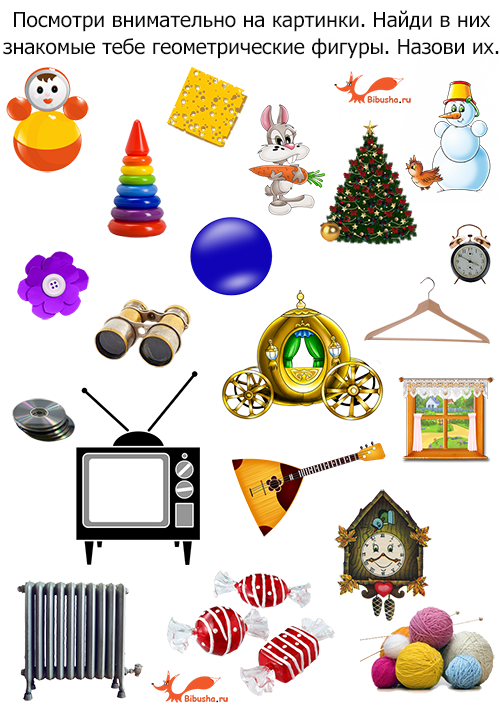 Посмотри внимательно на картинки. Найди в них
знакомые тебе геометрические фигуры. Назови их.
Bibusha.ru
Bibusha.ru